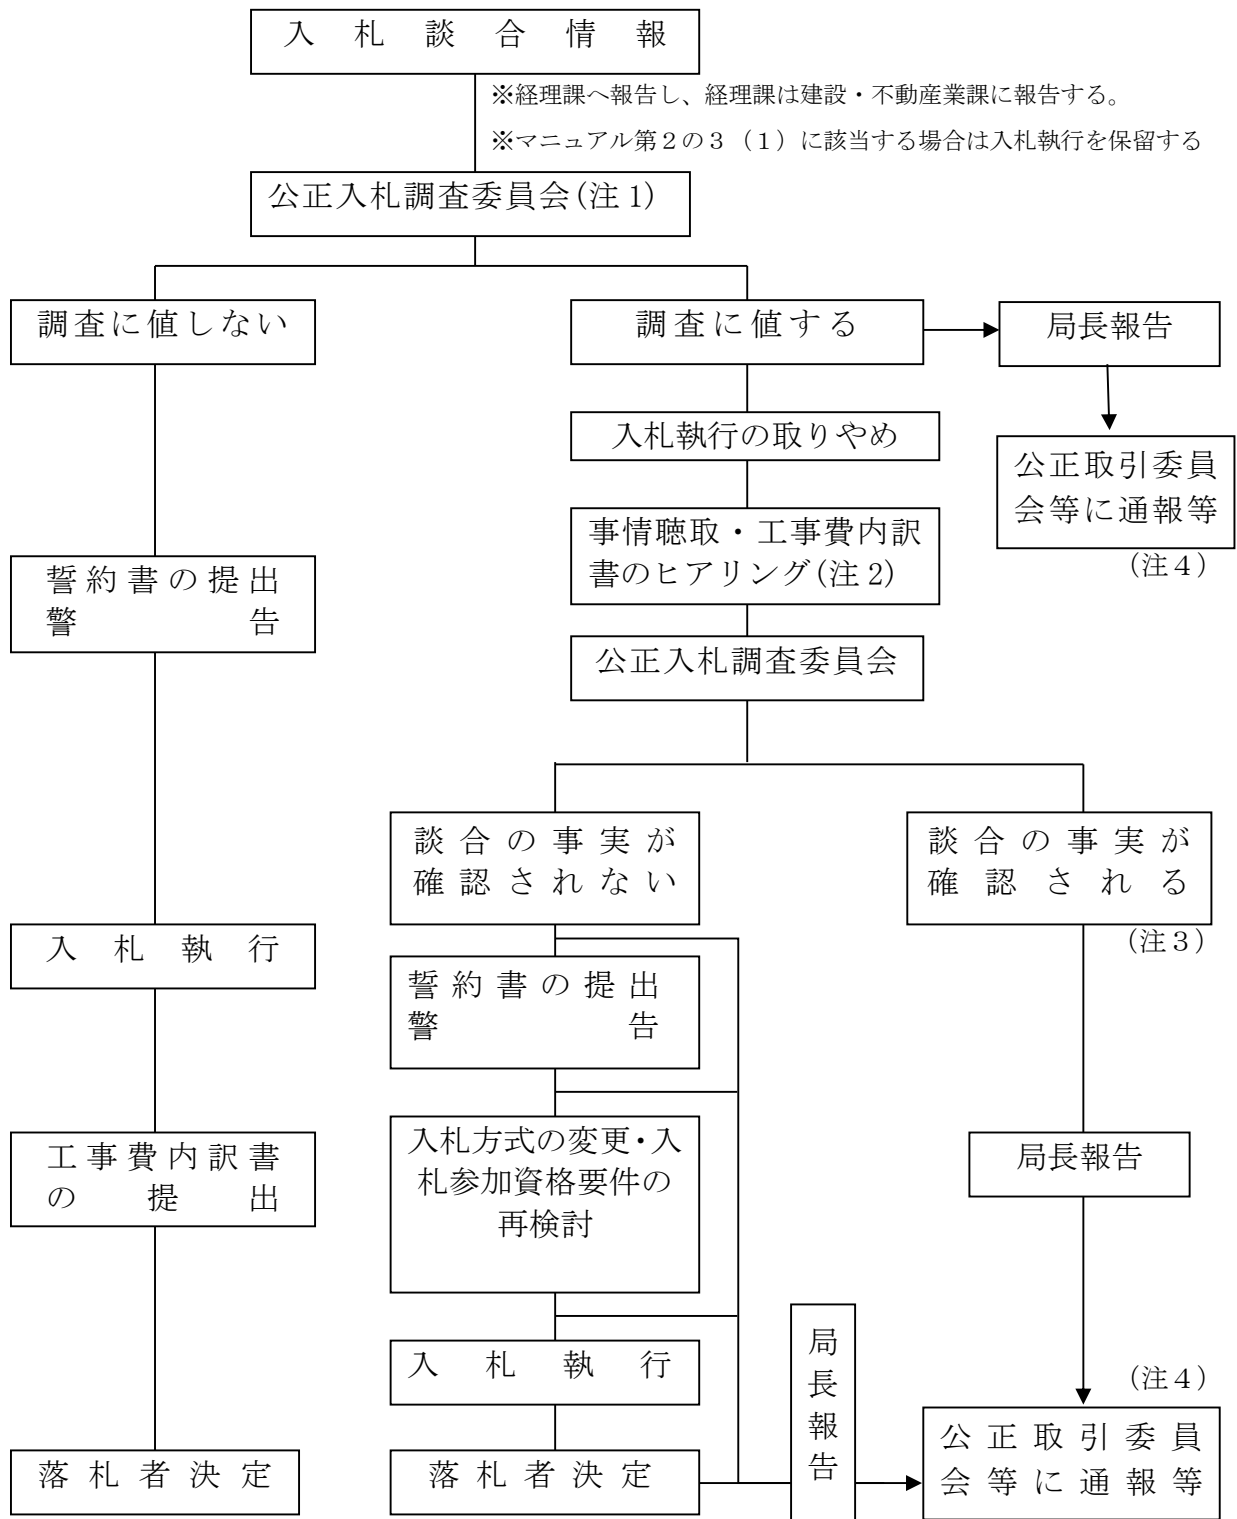 入札談合情報
※経理課へ報告し、経理課は建設・不動産業課に報告する。
※マニュアル第２の３（１）に該当する場合は入札執行を保留する
公正入札調査委員会(注1)
調査に値しない
調査に値する
局長報告
入札執行の取りやめ
公正取引委員
会等に通報等
(注４)
事情聴取・工事費内訳
書のヒアリング(注2)
誓約書の提出
警告
公正入札調査委員会
談合の事実が
確認されない
談合の事実が
確認される
(注３)
入札執行
誓約書の提出
警告
入札方式の変更･入
札参加資格要件の
再検討
工事費内訳書
の提出
局長報告
入札執行
局長報告
(注４)
落札者決定
落札者決定
公正取引委員
会等に通報等